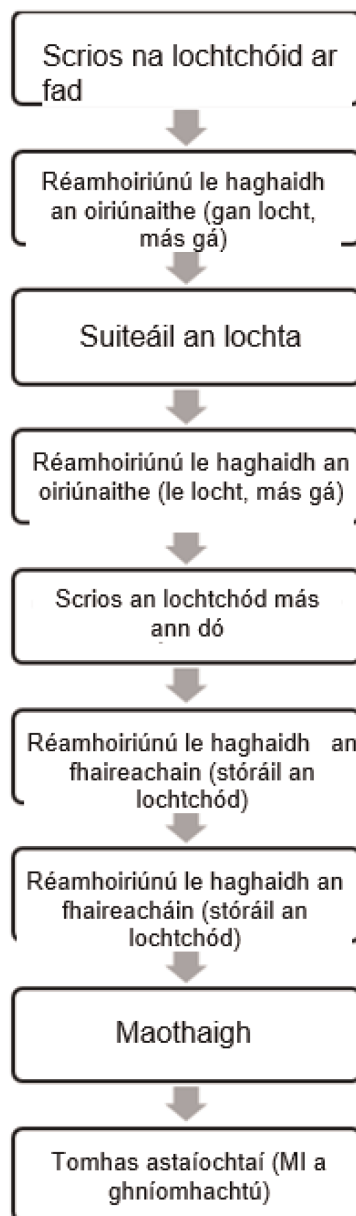 Scrios na lochtchóid ar
fad
Réamhoiriúnú le haghaidh
an oiriúnaithe (gan locht,
más gá)
Suiteáil an lochta
Réamhoiriúnú le haghaidh an
oiriúnaithe (le locht, más gá)
Scrios an lochtchód más
ann dó
Réamhoiriúnú le haghaidh an
fhaireachain (stóráil an
lochtchód)
Réamhoiriúnú le haghaidh an
fhaireacháin (stóráil an
lochtchód)
Maothaigh
Tomhas astaíochtaí (MI a
ghníomhachtú)